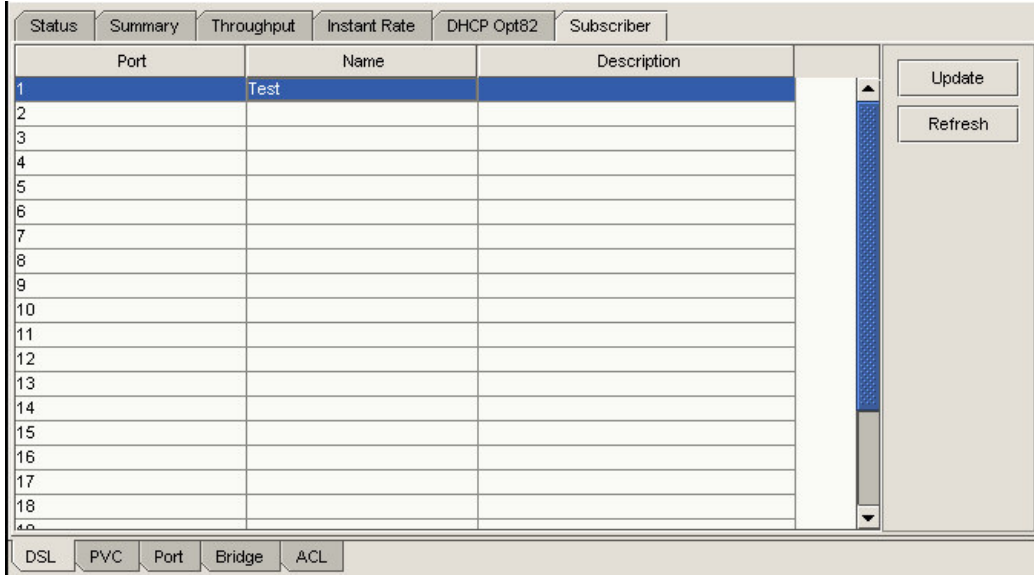 Status Summary Throughput Instant Rate DHCP Opt82 Subscriber
Port Name Description
Update
Refresh
1 Test
2
3
4
5
6
7
8
9
10
11
12
13
14
15
16
17
18
DSL PVC Port Bridge ACL